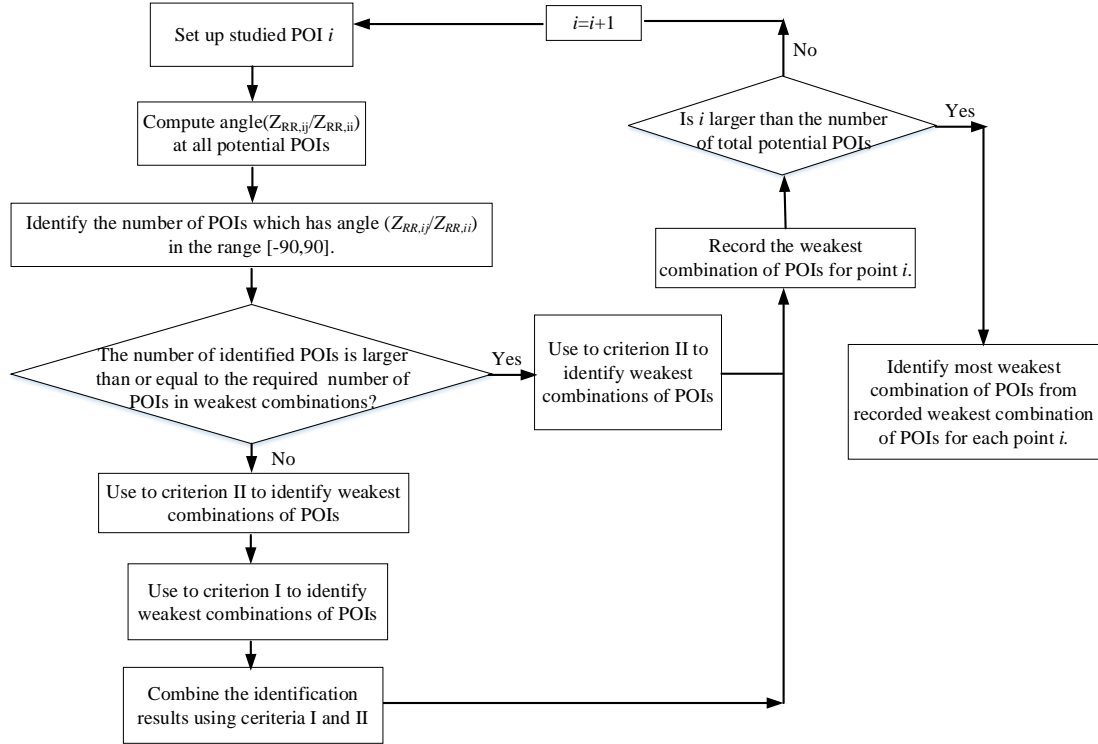 Set up studied POI i
i=i+1
No
Compute angle(Z_RR,ij/Z_RR,ii)
at all potential POIs
Is i larger than the number
of total potential POIs
Yes
Identify the number of POIs which has angle (Z_RR,ij/Z_RR,ii)
in the range [-90,90].
Record the weakest
combination of POIs for point i.
The number of identified POIs is larger
than or equal to the required number of
POIs in weakest combinations?
Yes
Use to criterion II to
identify weakest
combinations of POIs
Identify most weakest
combination of POIs from
recorded weakest combination
of POIs for each point i.
No
Use to criterion II to identify weakest
combinations of POIs
Use to criterion I to identify
weakest combinations of POIs
Combine the identification
results using ceriteria I and II